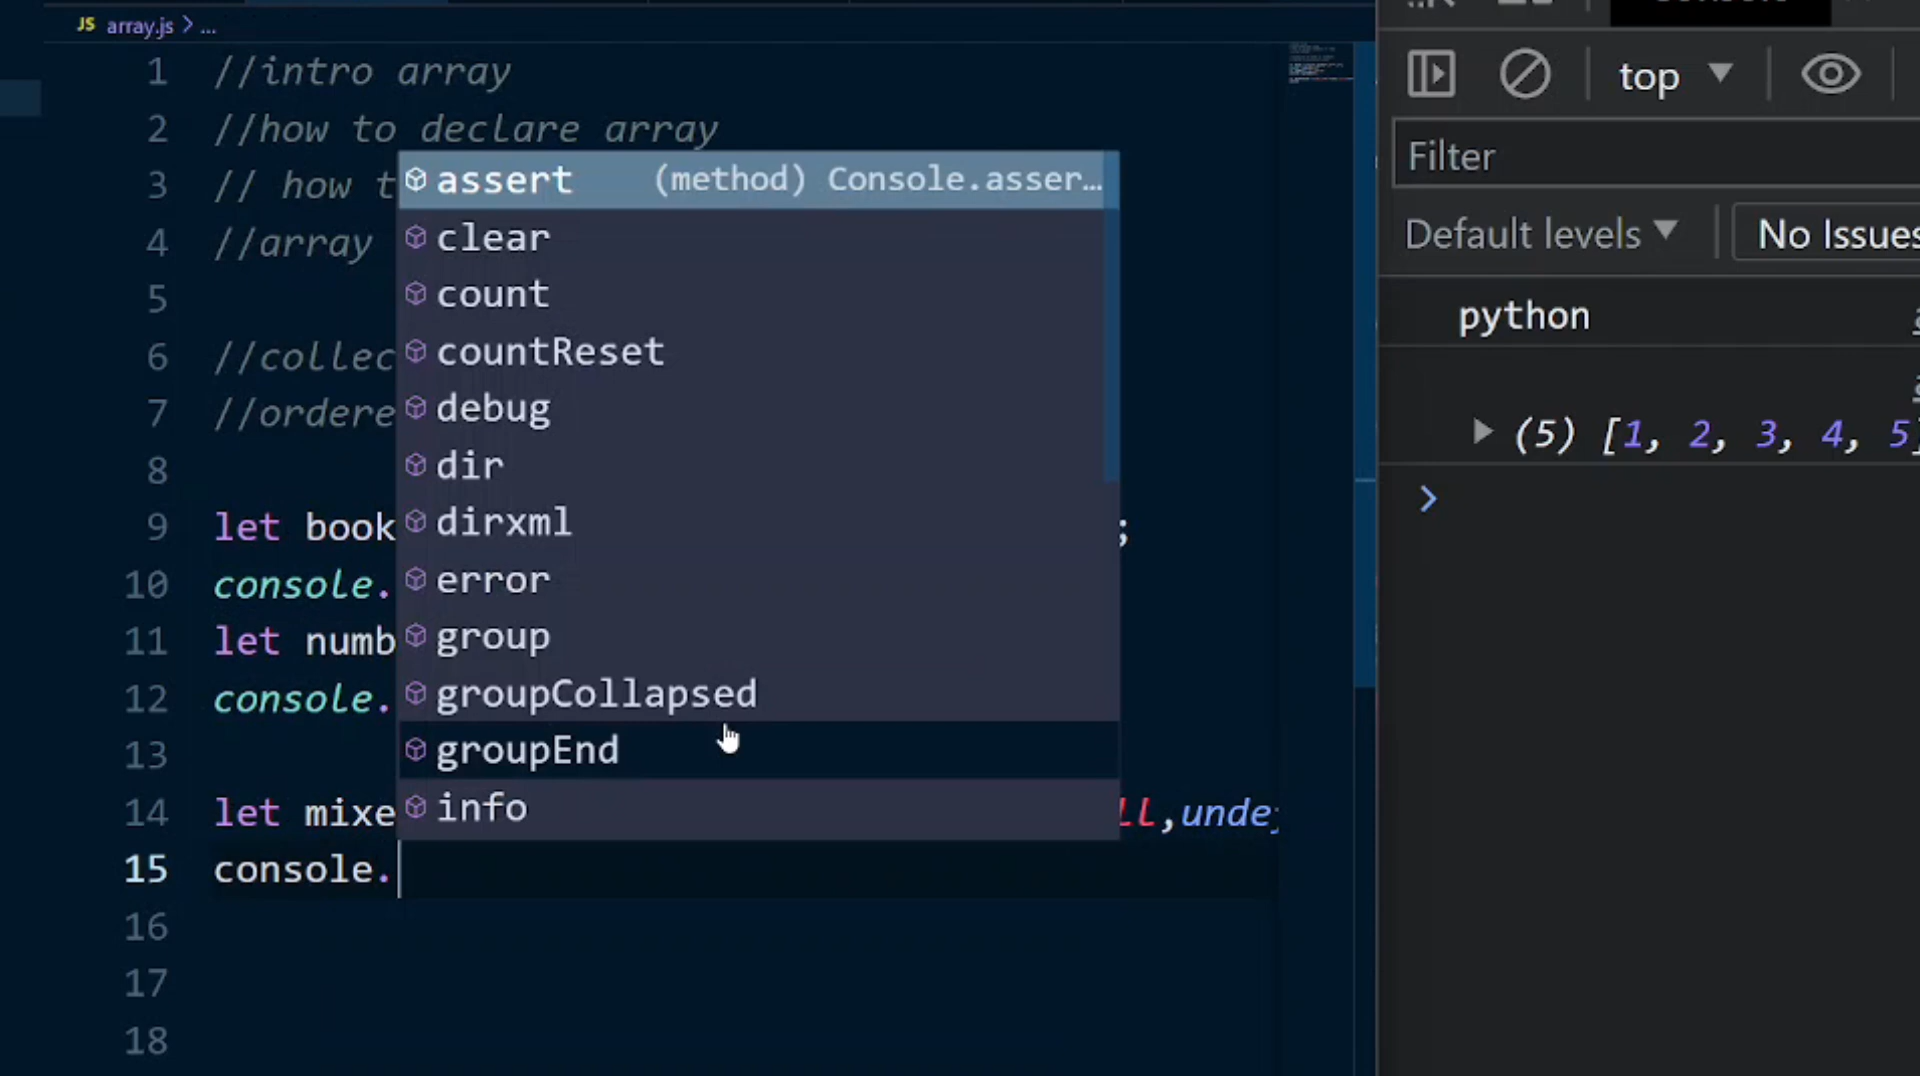 JS array.js > ...
1 //intro array
2 //how to declare array
3 // how t
4 //array
5
6 //collec
7 //ordere
8
9 let book ;
10 console.
11 let numb
12 console.
13
14 let mixe ll,unde
15 console.
16
17
18
assert (method) Console.asser...
clear
count
countReset
debug
dir
dirxml
error
group
groupCollapsed
groupEnd
info
top
Filter
Default levels
No Issues
python
(5) [1, 2, 3, 4, 5]